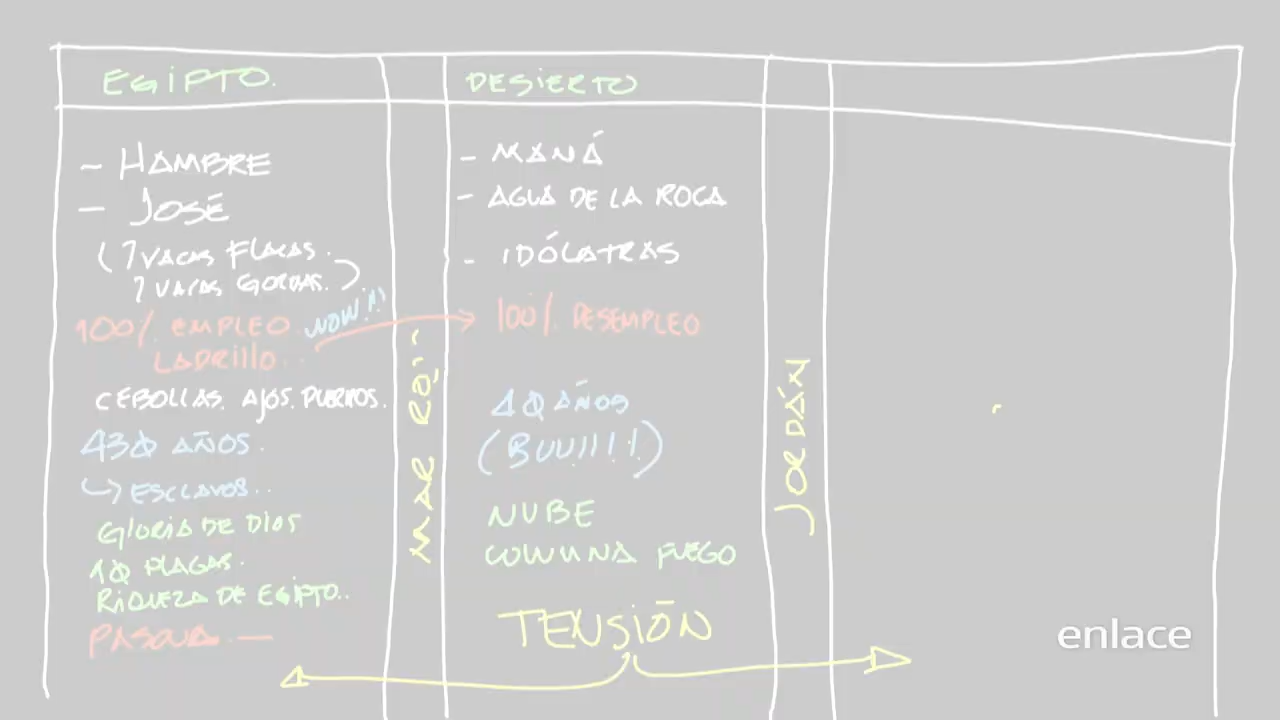 EGIPTO.
- HAMBRE
- JOSÉ
(7 VACAS FLACAS.
7 VACAS GORDAS.)
100% EMPLEO WOW!!
LADRILLO..
CEBOLLAS. AJOS. PUERROS.
430 AÑOS.
ESCLAVOS..
GLORIA DE DIOS
10 PLAGAS.
RIQUEZA DE EGIPTO..
PASCUA. —
MAR ROJO
DESIERTO
- MANÁ
- AGUA DE LA ROCA
- IDÓLATRAS
100% DESEMPLEO
40 AÑOS
(BUU!!!!)
NUBE
COLUMNA FUEGO
TENSIÓN
JORDÁN
enlace